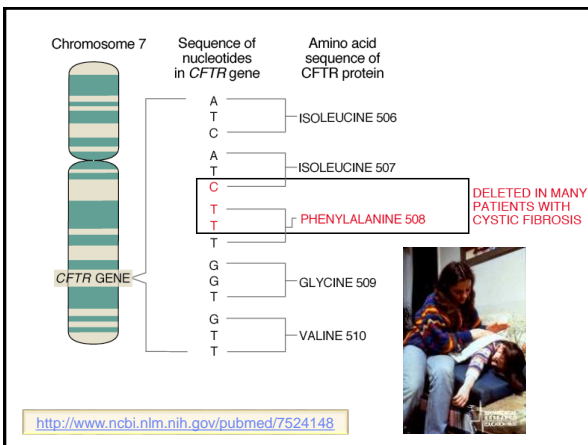 Chromosome 7
Sequence of
nucleotides
in CFTR gene
Amino acid
sequence of
CFTR protein
A
T
C
ISOLEUCINE 506
A
T
C
ISOLEUCINE 507
T
T
T
PHENYLALANINE 508
DELETED IN MANY
PATIENTS WITH
CYSTIC FIBROSIS
G
G
T
GLYCINE 509
G
T
T
VALINE 510
CFTR GENE
http://www.ncbi.nlm.nih.gov/pubmed/7524148